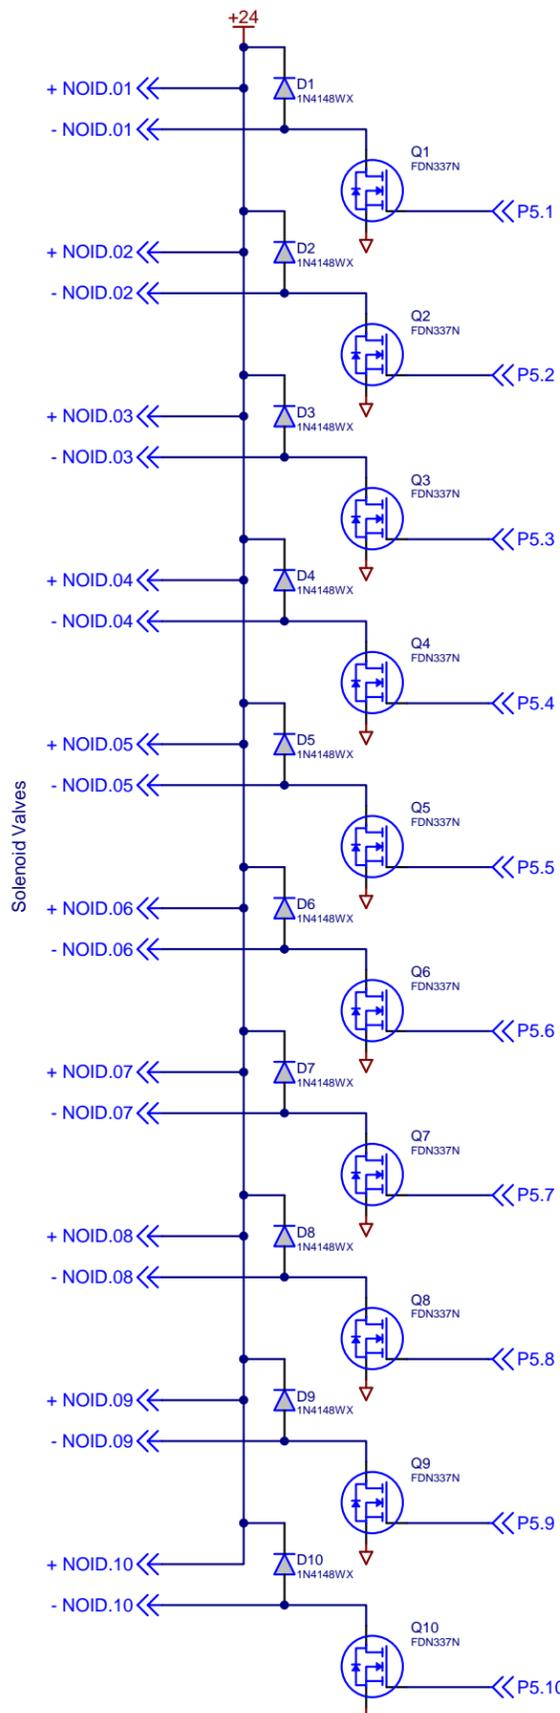 +24
+ NOID.01
D1
1N4148WX
- NOID.01
Q1
FDN337N
P5.1
+ NOID.02
D2
1N4148WX
- NOID.02
Q2
FDN337N
P5.2
+ NOID.03
D3
1N4148WX
- NOID.03
Q3
FDN337N
P5.3
+ NOID.04
D4
1N4148WX
- NOID.04
Q4
FDN337N
P5.4
+ NOID.05
D5
1N4148WX
- NOID.05
Solenoid Valves
Q5
FDN337N
P5.5
+ NOID.06
D6
1N4148WX
- NOID.06
Q6
FDN337N
P5.6
+ NOID.07
D7
1N4148WX
- NOID.07
Q7
FDN337N
P5.7
+ NOID.08
D8
1N4148WX
- NOID.08
Q8
FDN337N
P5.8
+ NOID.09
D9
1N4148WX
- NOID.09
Q9
FDN337N
P5.9
+ NOID.10
D10
1N4148WX
- NOID.10
Q10
FDN337N
P5.10